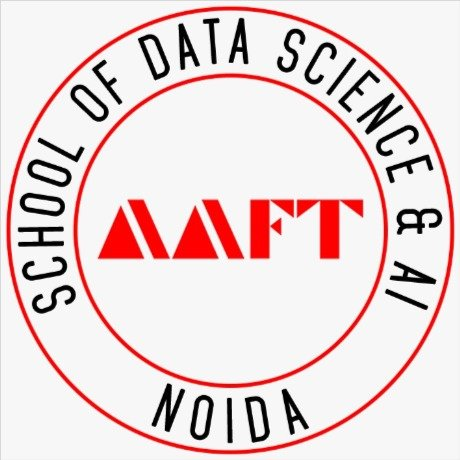 SCHOOL OF DATA SCIENCE & AI
AAFT
NOIDA